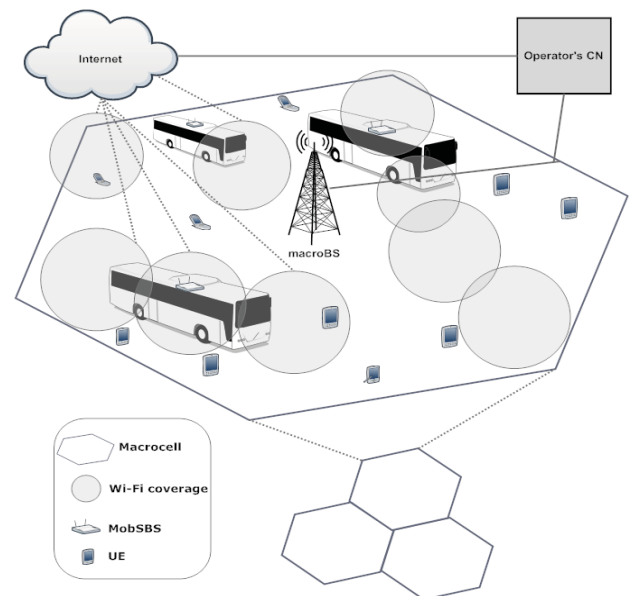 Internet
Operator's CN
macroBS
Macrocell
Wi-Fi coverage
MobSBS
UE